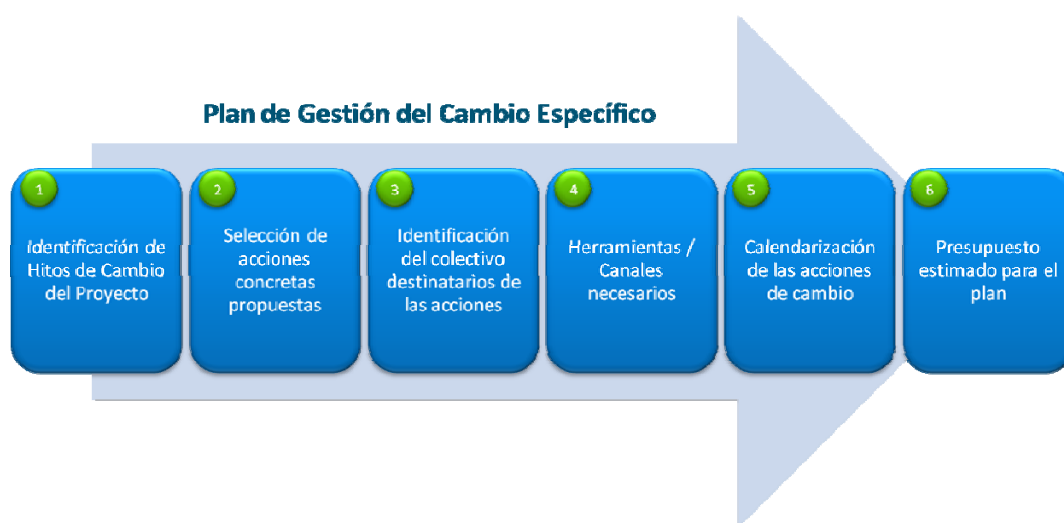 Plan de Gestión del Cambio Específico
1
Identificación de
Hitos de Cambio
del Proyecto
2
Selección de
acciones
concretas
propuestas
3
Identificación
del colectivo
destinatarios de
las acciones
4
Herramientas /
Canales
necesarios
5
Calendarización
de las acciones
de cambio
6
Presupuesto
estimado para el
plan